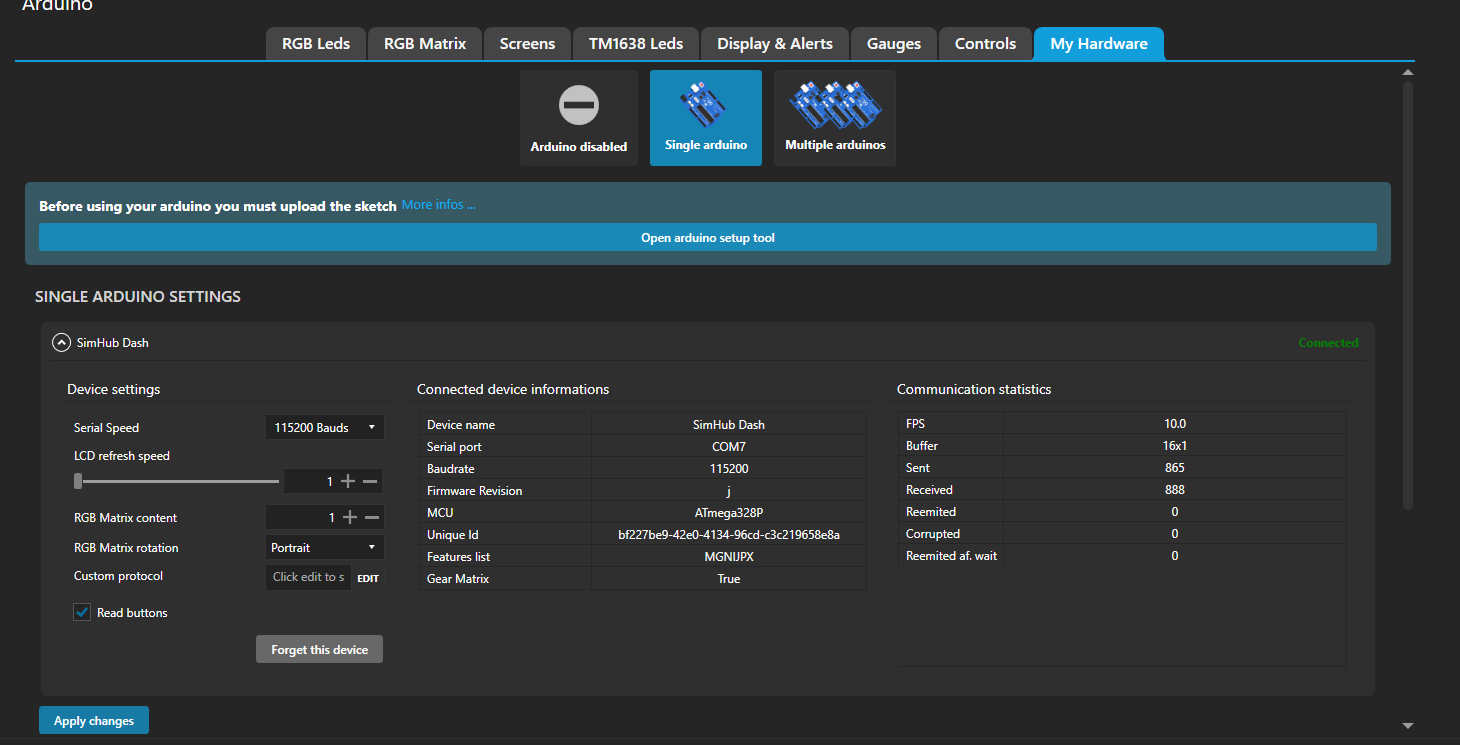 Arduino
RGB Leds RGB Matrix Screens TM1638 Leds Display & Alerts Gauges Controls My Hardware
Arduino disabled Single arduino Multiple arduinos
Before using your arduino you must upload the sketch More infos ...
Open arduino setup tool
SINGLE ARDUINO SETTINGS
SimHub Dash Connected
Device settings
Serial Speed 115200 Bauds
LCD refresh speed
1
RGB Matrix content 1
RGB Matrix rotation Portrait
Custom protocol Click edit to s EDIT
Read buttons
Forget this device
Connected device informations
Device name SimHub Dash
Serial port COM7
Baudrate 115200
Firmware Revision j
MCU ATmega328P
Unique Id bf227be9-42e0-4134-96cd-c3c219658e8a
Features list MGNIJPX
Gear Matrix True
Communication statistics
FPS 10.0
Buffer 16x1
Sent 865
Received 888
Reemited 0
Corrupted 0
Reemited af. wait 0
Apply changes